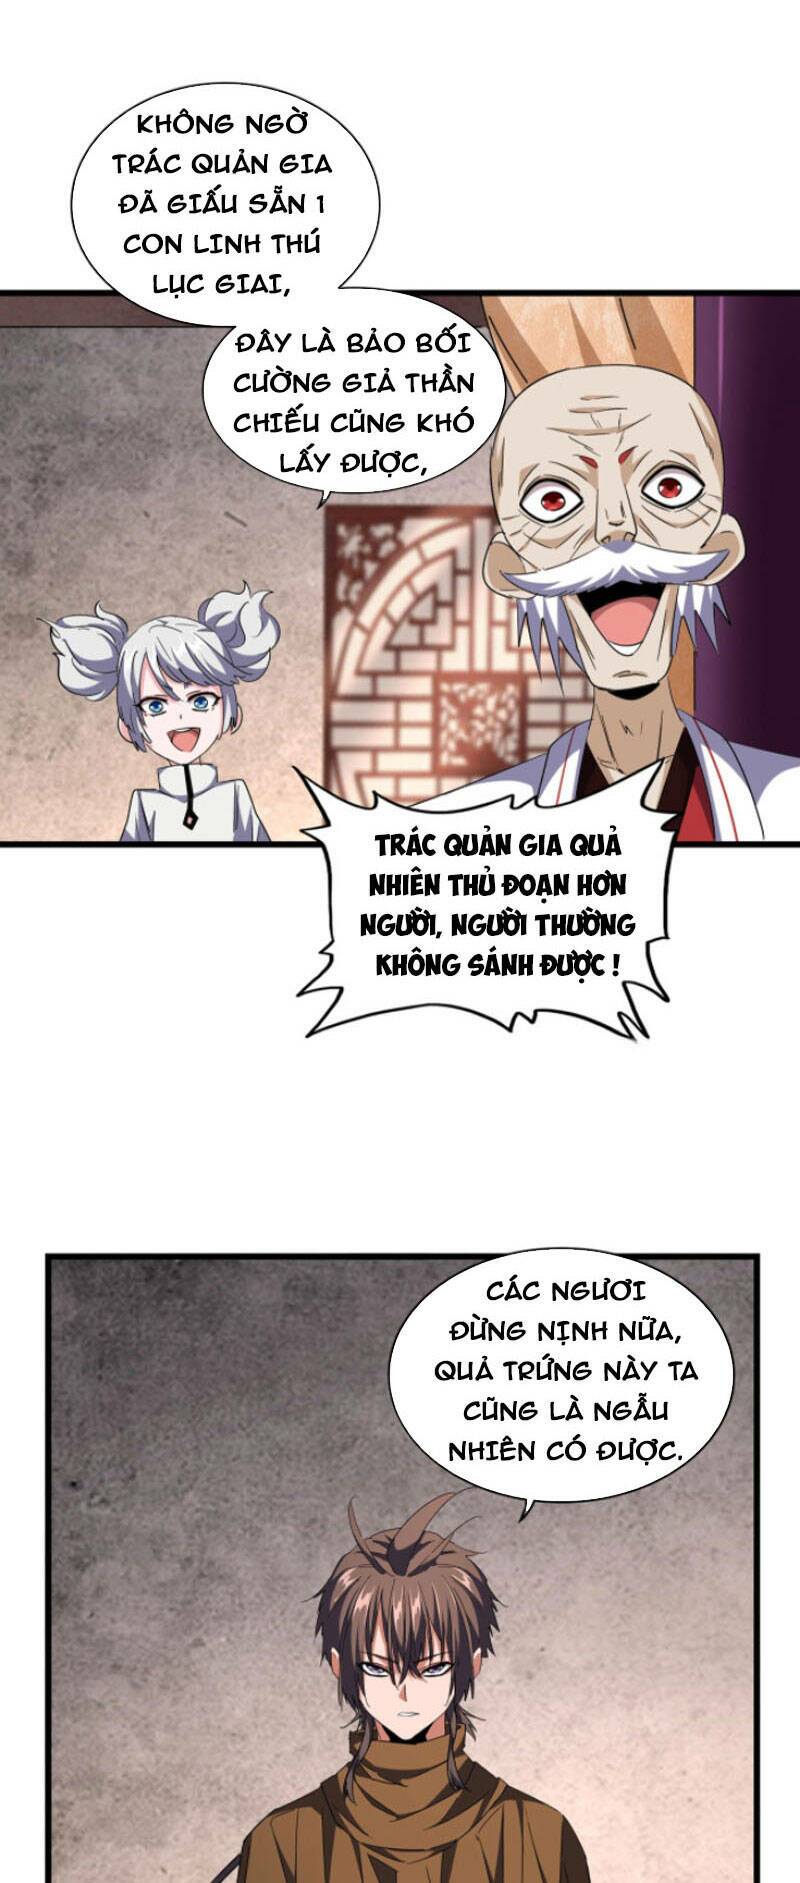 KHÔNG NGỜ
TRÁC QUẢN GIA
ĐÃ GIẤU SẴN 1
CON LINH THÚ
LỤC GIAI,
ĐÂY LÀ BẢO BỐI
CƯỜNG GIẢ THẦN
CHIẾU CŨNG KHÓ
LẤY ĐƯỢC,
TRÁC QUẢN GIA QUẢ
NHIÊN THỦ ĐOẠN HƠN
NGƯỜI, NGƯỜI THƯỜNG
KHÔNG SÁNH ĐƯỢC !
CÁC NGƯƠI
ĐỪNG NỊNH NỮA,
QUẢ TRỨNG NÀY TA
CŨNG LÀ NGẪU
NHIÊN CÓ ĐƯỢC.